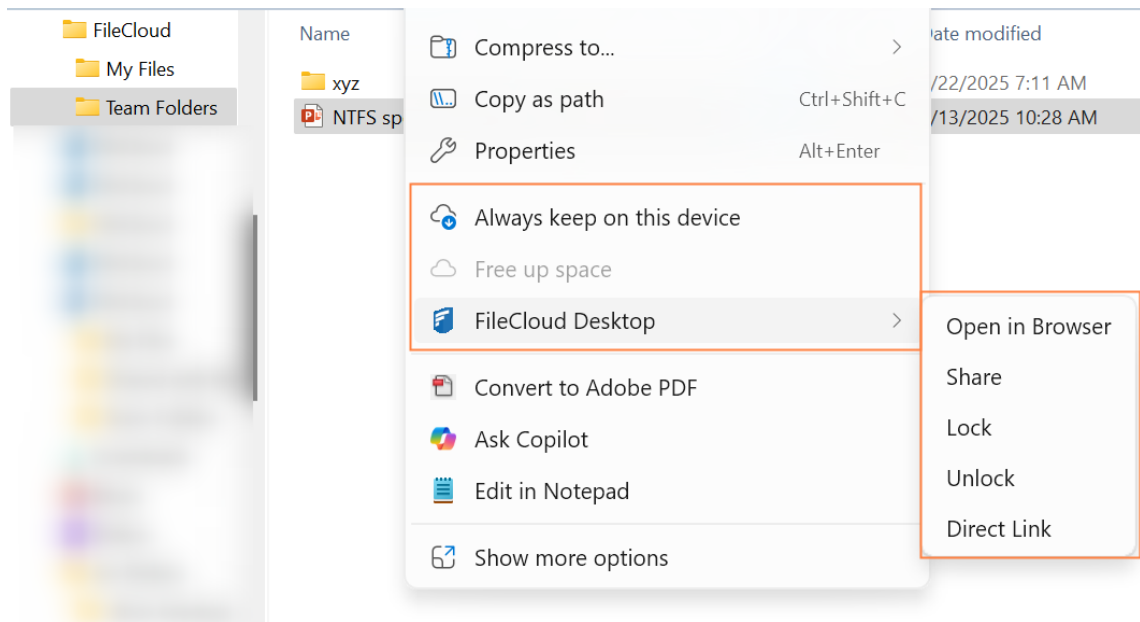 FileCloud
My Files
Team Folders
Name
ate modified
xyz
/22/2025 7:11 AM
NTFS sp
/13/2025 10:28 AM
Compress to...
Copy as path Ctrl+Shift+C
Properties Alt+Enter
Always keep on this device
Free up space
FileCloud Desktop
Convert to Adobe PDF
Ask Copilot
Edit in Notepad
Show more options
Open in Browser
Share
Lock
Unlock
Direct Link